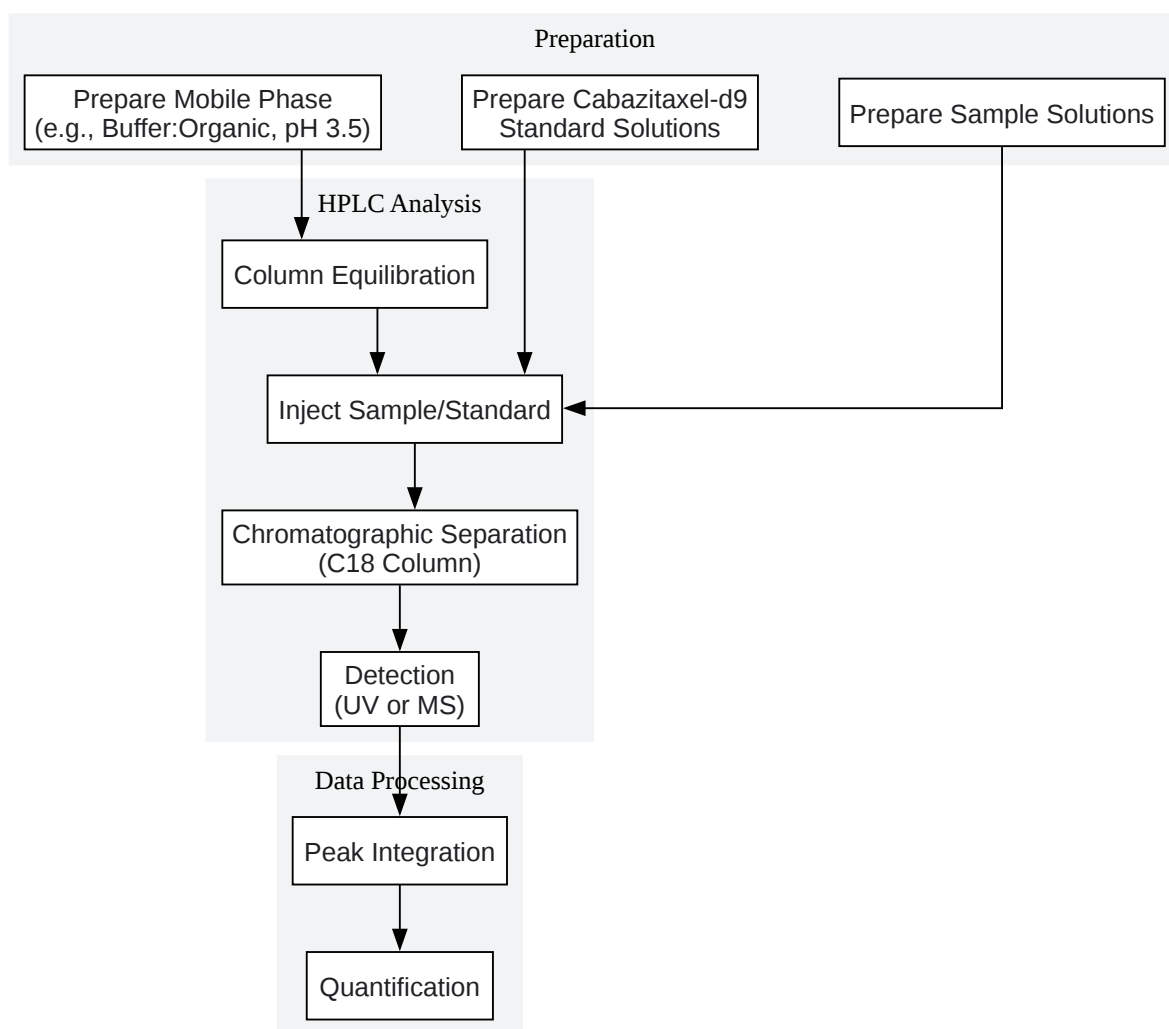 Preparation
Prepare Mobile Phase
(e.g., Buffer:Organic, pH 3.5)
Prepare Cabazitaxel-d9
Standard Solutions
Prepare Sample Solutions
HPLC Analysis
Column Equilibration
Inject Sample/Standard
Chromatographic Separation
(C18 Column)
Detection
(UV or MS)
Data Processing
Peak Integration
Quantification